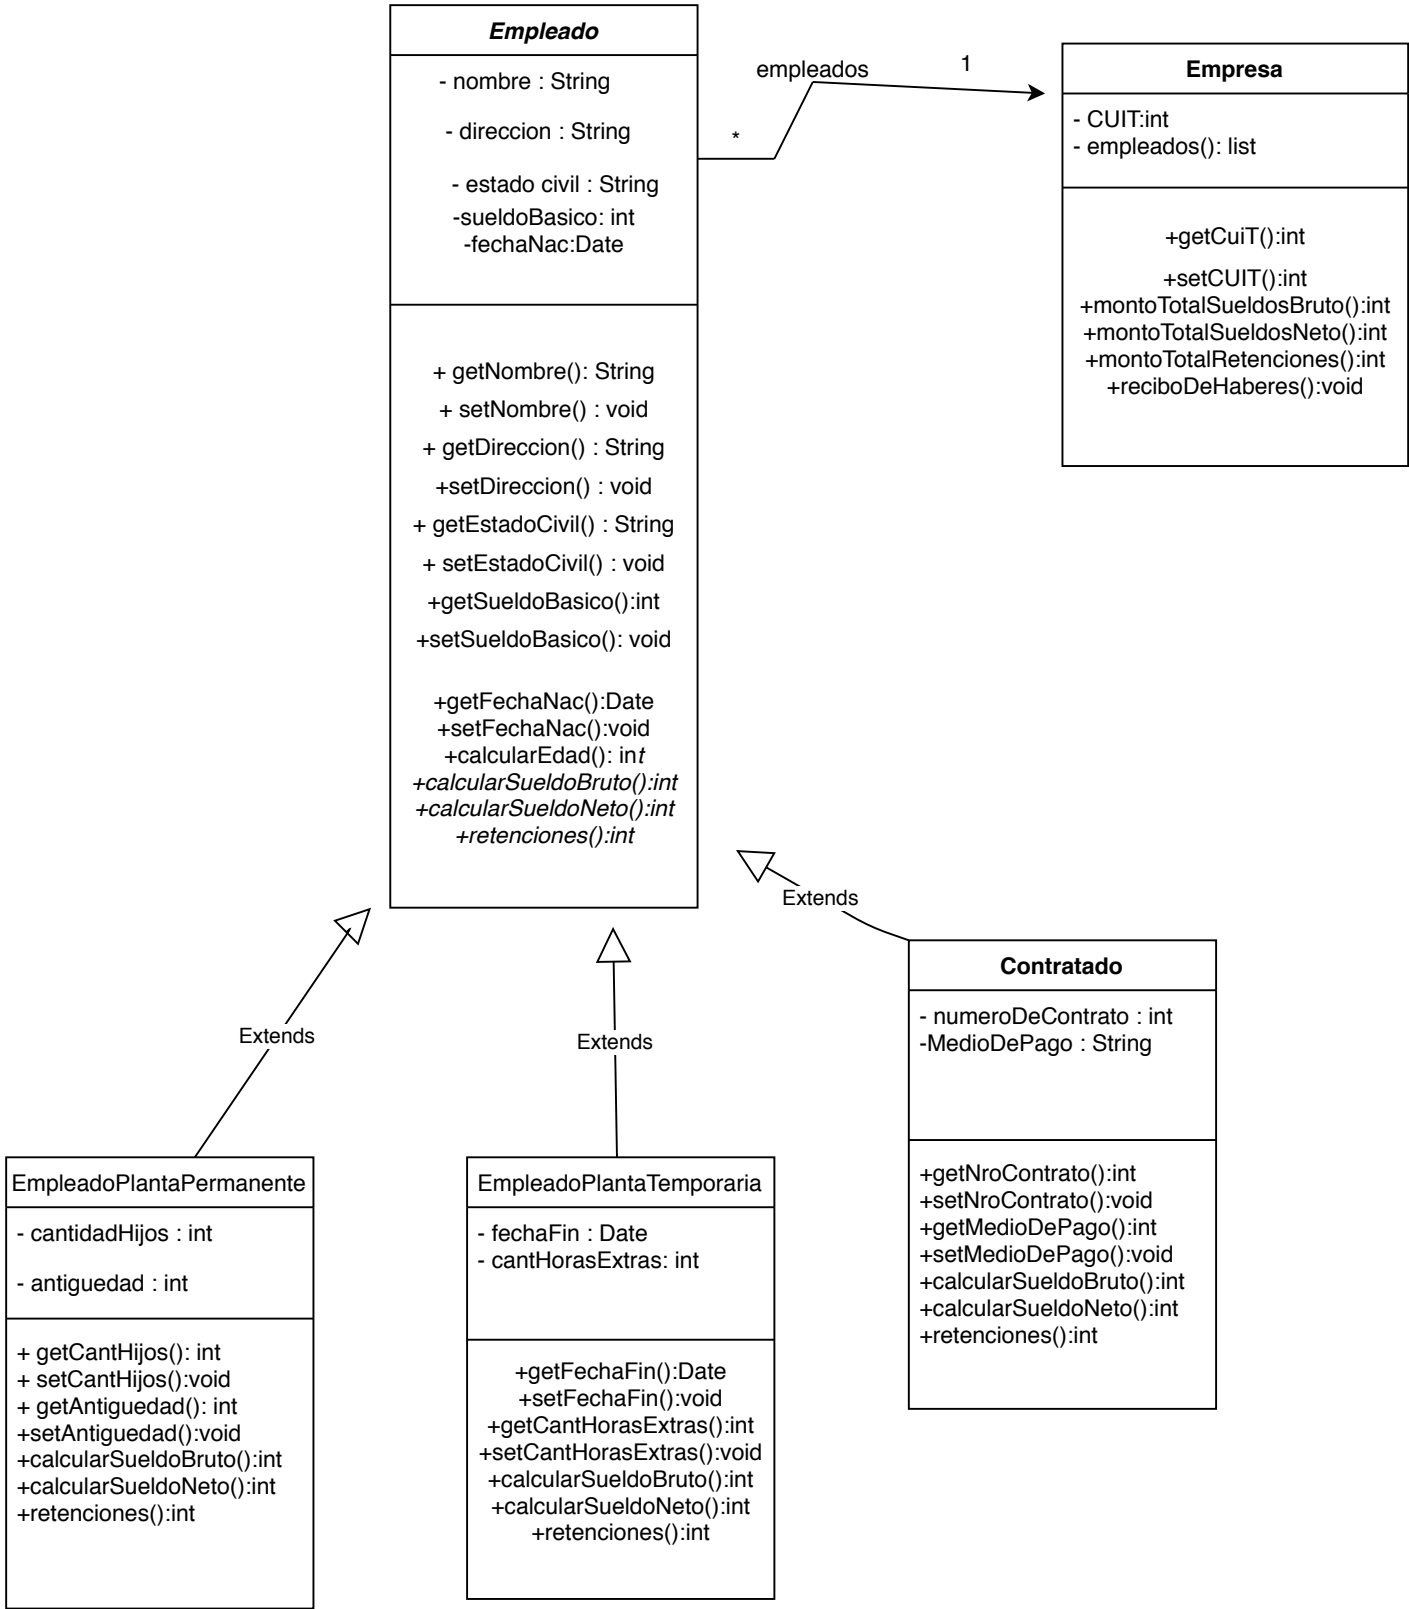 Empleado
- nombre : String
- direccion : String
- estado civil : String
-sueldoBasico: int
-fechaNac:Date
+ getNombre(): String
+ setNombre() : void
+ getDireccion() : String
+setDireccion() : void
+ getEstadoCivil() : String
+ setEstadoCivil() : void
+getSueldoBasico():int
+setSueldoBasico(): void
+getFechaNac():Date
+setFechaNac():void
+calcularEdad(): int
+calcularSueldoBruto():int
+calcularSueldoNeto():int
+retenciones():int
empleados
1
*
Empresa
- CUIT:int
- empleados(): list
+getCuiT():int
+setCUIT():int
+montoTotalSueldosBruto():int
+montoTotalSueldosNeto():int
+montoTotalRetenciones():int
+reciboDeHaberes():void
Extends
Extends
Extends
Contratado
- numeroDeContrato : int
-MedioDePago : String
+getNroContrato():int
+setNroContrato():void
+getMedioDePago():int
+setMedioDePago():void
+calcularSueldoBruto():int
+calcularSueldoNeto():int
+retenciones():int
EmpleadoPlantaPermanente
- cantidadHijos : int
- antiguedad : int
+ getCantHijos(): int
+ setCantHijos():void
+ getAntiguedad(): int
+setAntiguedad():void
+calcularSueldoBruto():int
+calcularSueldoNeto():int
+retenciones():int
EmpleadoPlantaTemporaria
- fechaFin : Date
- cantHorasExtras: int
+getFechaFin():Date
+setFechaFin():void
+getCantHorasExtras():int
+setCantHorasExtras():void
+calcularSueldoBruto():int
+calcularSueldoNeto():int
+retenciones():int